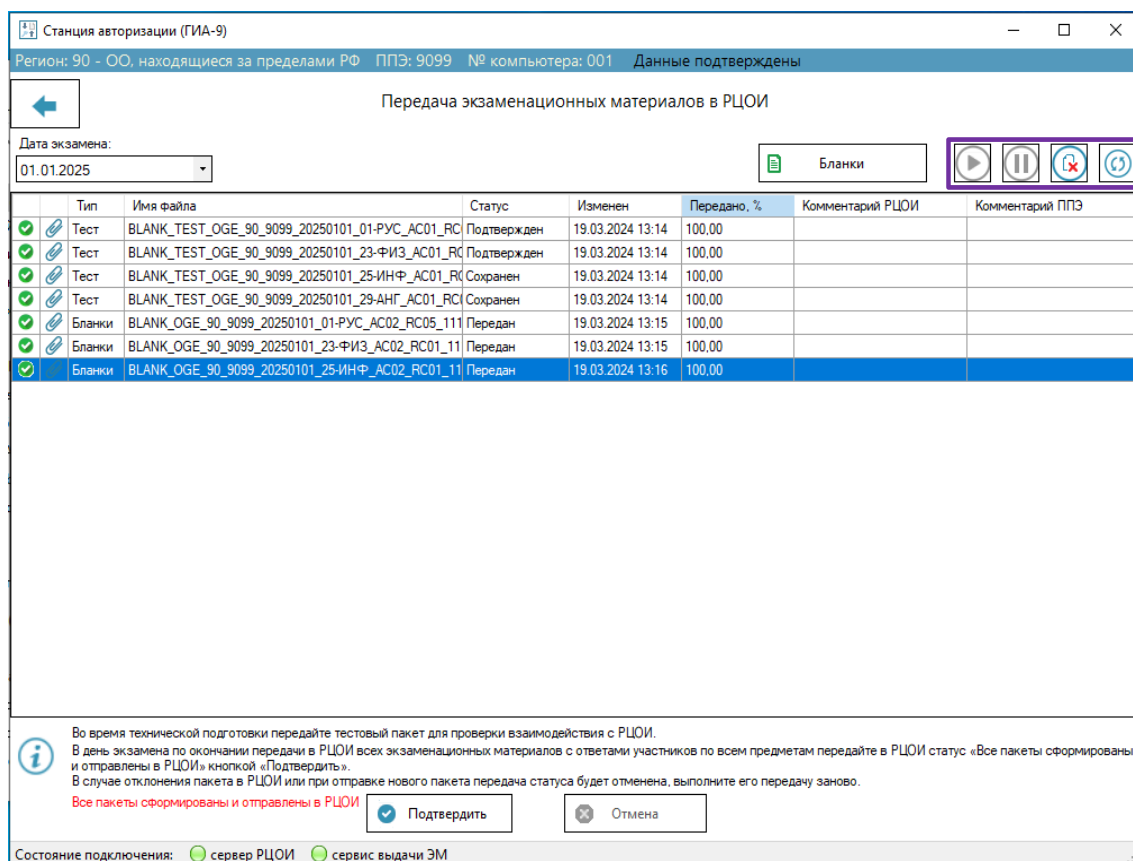 Станция авторизации (ГИА-9)
Регион: 90 - ОО, находящиеся за пределами РФ ППЭ: 9099 № компьютера: 001 Данные подтверждены
Передача экзаменационных материалов в РЦОИ
Дата экзамена:
01.01.2025 Бланки
Тип Имя файла Статус Изменен Передано, % Комментарий РЦОИ Комментарий ППЭ
Тест BLANK_TEST_OGE_90_9099_20250101_01-РУС_AC01_RC Подтвержден 19.03.2024 13:14 100,00
Тест BLANK_TEST_OGE_90_9099_20250101_23-ФИЗ_AC01_RC Подтвержден 19.03.2024 13:14 100,00
Тест BLANK_TEST_OGE_90_9099_20250101_25-ИНФ_AC01_RC Сохранен 19.03.2024 13:14 100,00
Тест BLANK_TEST_OGE_90_9099_20250101_29-АНГ_AC01_RC Сохранен 19.03.2024 13:14 100,00
Бланки BLANK_OGE_90_9099_20250101_01-РУС_AC02_RC05_111 Передан 19.03.2024 13:15 100,00
Бланки BLANK_OGE_90_9099_20250101_23-ФИЗ_AC02_RC01_11 Передан 19.03.2024 13:15 100,00
Бланки BLANK_OGE_90_9099_20250101_25-ИНФ_AC02_RC01_11 Передан 19.03.2024 13:16 100,00
Во время технической подготовки передайте тестовый пакет для проверки взаимодействия с РЦОИ.
В день экзамена по окончании передачи в РЦОИ всех экзаменационных материалов с ответами участников по всем предметам передайте в РЦОИ статус «Все пакеты сформированы
и отправлены в РЦОИ» кнопкой «Подтвердить».
В случае отклонения пакета в РЦОИ или при отправке нового пакета передача статуса будет отменена, выполните его передачу заново.
Все пакеты сформированы и отправлены в РЦОИ Подтвердить Отмена
Состояние подключения: сервер РЦОИ сервис выдачи ЭМ